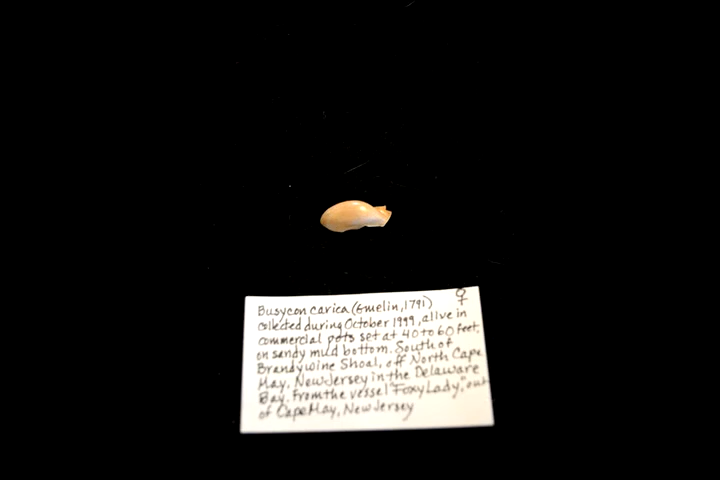 Busycon carica (Gmelin, 1791) ♀
collected during October 1999, alive in
commercial pots set at 40 to 60 feet,
on sandy mud bottom. South of
Brandywine Shoal, off North Cape
May, New Jersey in the Delaware
Bay. From the vessel "Foxy Lady", out
of Cape May, New Jersey